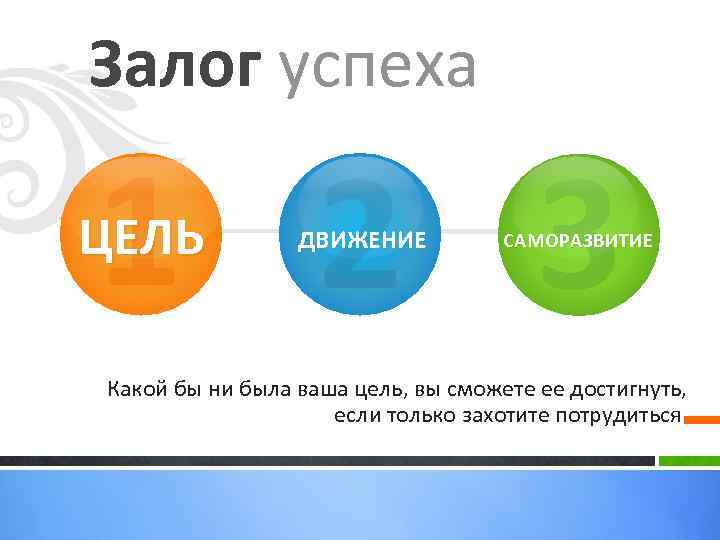 Залог успеха
1 2 3
ЦЕЛЬ ДВИЖЕНИЕ САМОРАЗВИТИЕ
Какой бы ни была ваша цель, вы сможете ее достигнуть,
если только захотите потрудиться